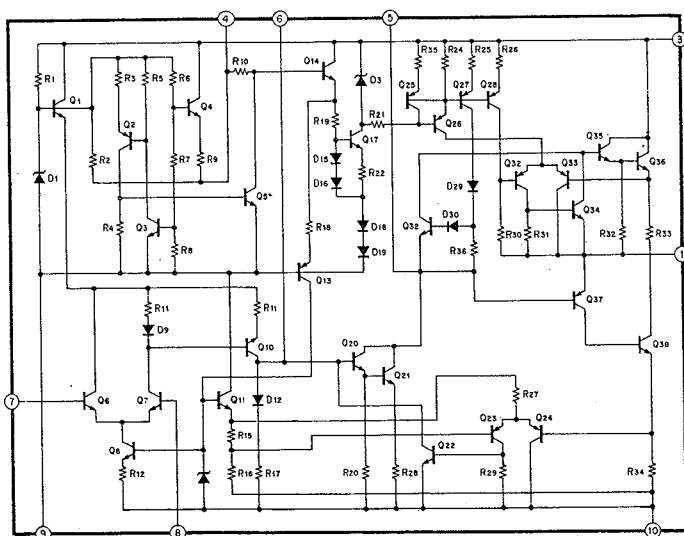 4 6 5
3
R1 Q1 R3 R5 R6 Q4 R10 Q14 D3 R35 R24 R25 R26
Q25 Q27 Q28 Q35 Q36
Q2 R19 R21 Q26
D1 R2 R7 R9 D15 Q17 Q32 Q33
D16 R22 D29
R4 Q3 Q5 Q32 D30 Q34
R8 R18 D18 R36 R30 R31 R32 R33
D19 1
Q13 Q37
R11 R11
D9 Q10 Q20 Q38
Q21
R27
7 Q6 Q7 Q11 D12 Q23 Q24
R15 Q22
Q8 R12 R16 R17 R20 R28 R29 R34
9 8 10